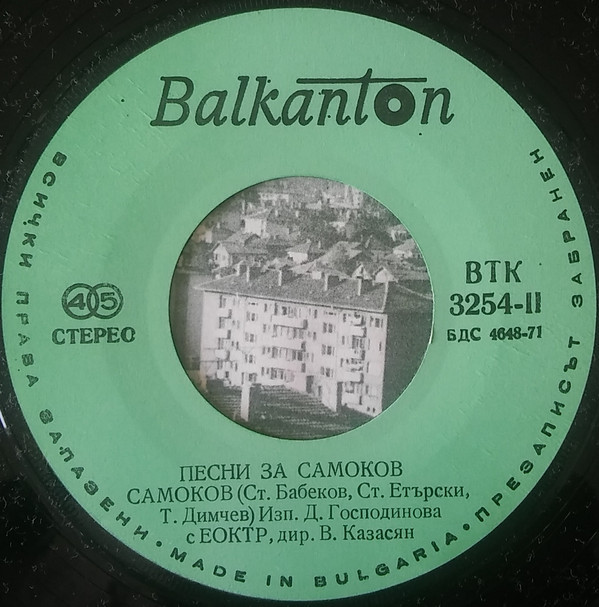 Balkanton
ВСИЧКИ ПРАВА ЗАПАЗЕНИ • MADE IN BULGARIA • ПРЕЗАПИСЪТ ЗАБРАНЕН
45
СТЕРЕО
ВТК
3254-II
БДС 4648-71
ПЕСНИ ЗА САМОКОВ
САМОКОВ (Ст. Бабеков, Ст. Етърски,
Т. Димчев) Изп. Д. Господинова
с ЕОКТР, дир. В. Казасян